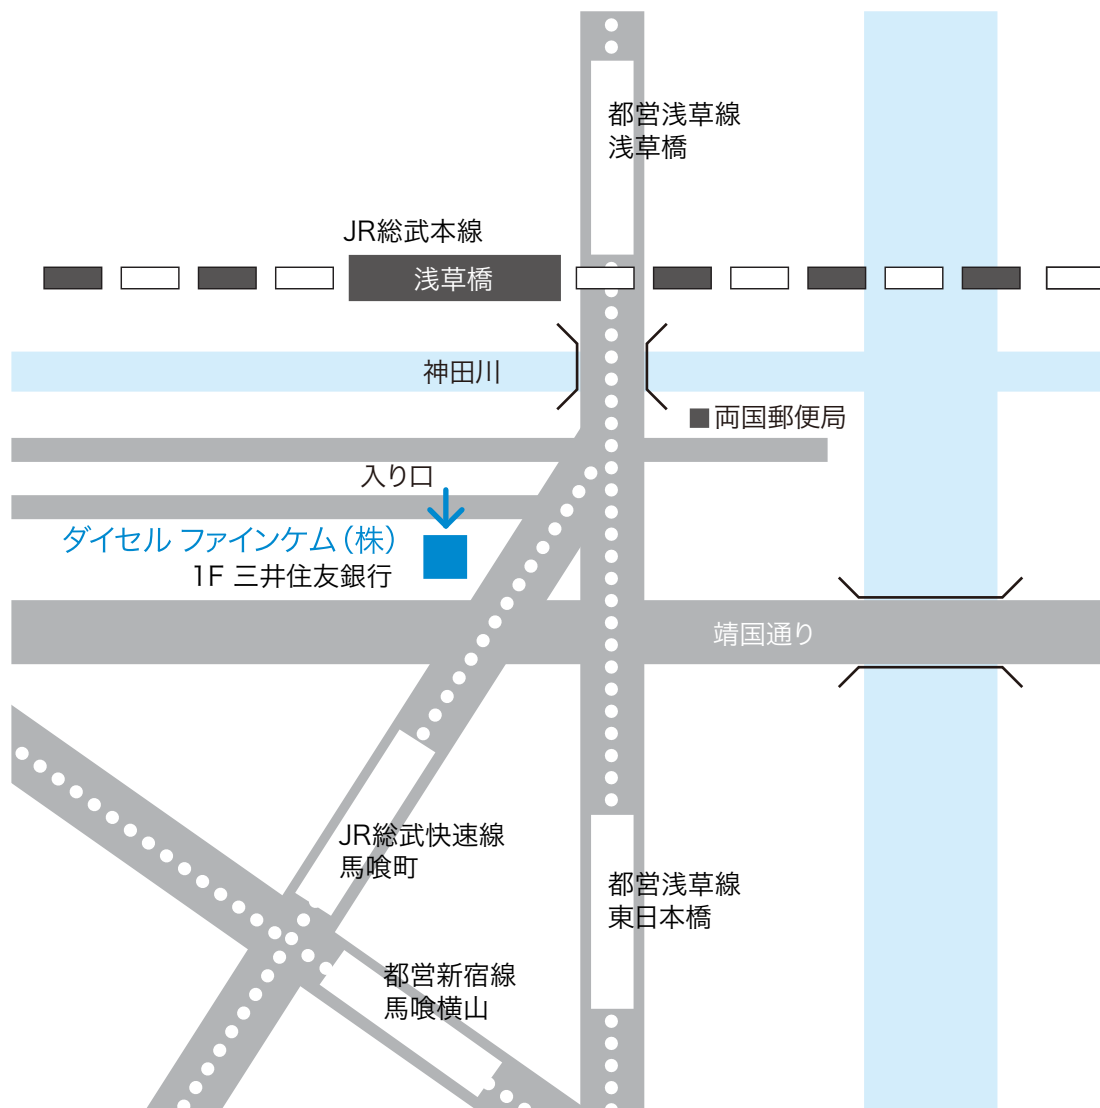 都営浅草線
浅草橋
JR総武本線
浅草橋
神田川
両国郵便局
入り口
ダイセル ファインケム（株）
1F 三井住友銀行
靖国通り
JR総武快速線
馬喰町
都営浅草線
東日本橋
都営新宿線
馬喰横山